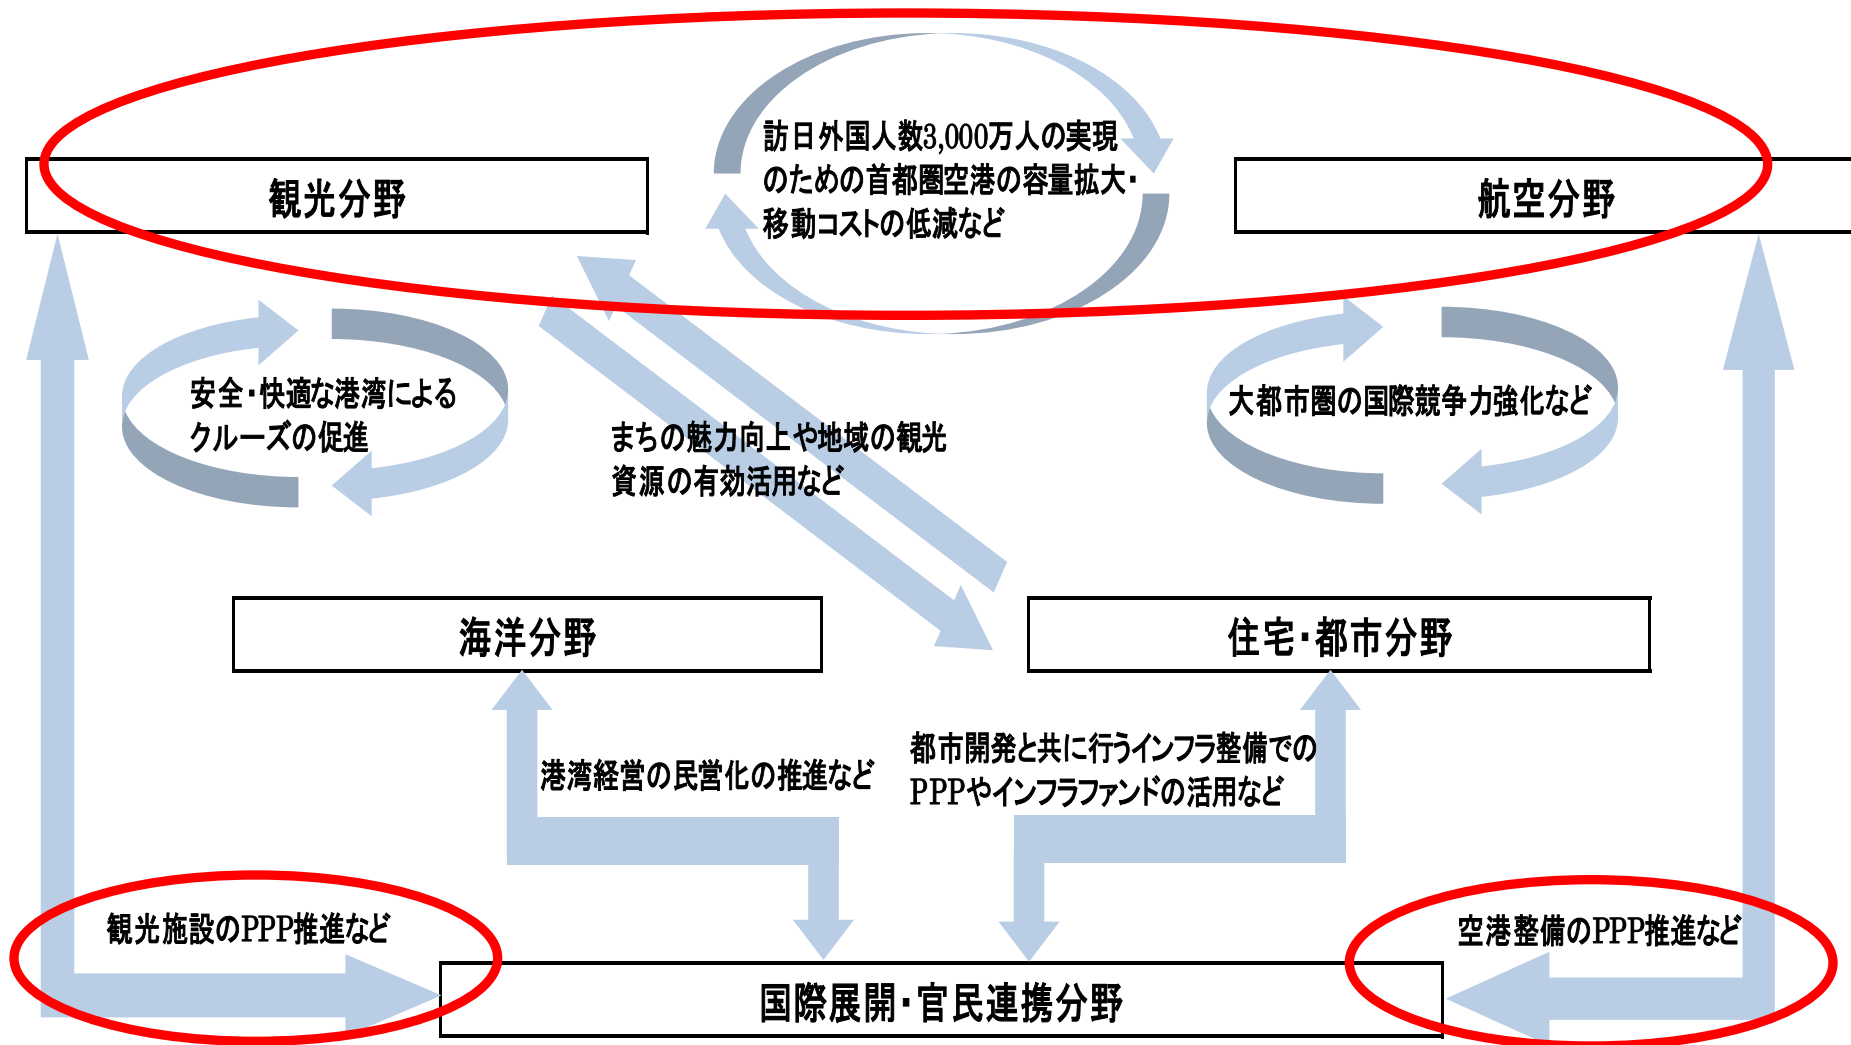 訪日外国人数3,000万人の実現
のための首都圏空港の容量拡大・
移動コストの低減など
観光分野
航空分野
安全・快適な港湾による
クルーズの促進
まちの魅力向上や地域の観光
資源の有効活用など
大都市圏の国際競争力強化など
海洋分野
住宅・都市分野
港湾経営の民営化の推進など
都市開発と共に行うインフラ整備での
PPPやインフラファンドの活用など
観光施設のPPP推進など
空港整備のPPP推進など
国際展開・官民連携分野